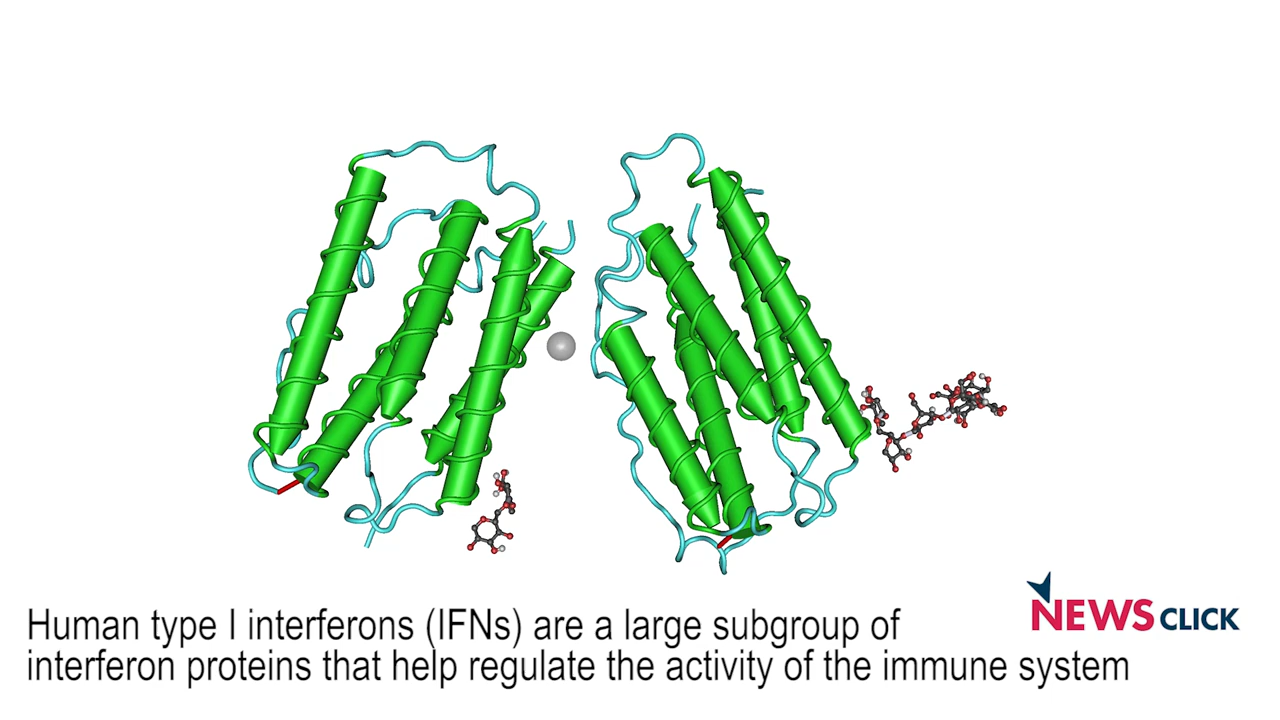 Human type I interferons (IFNs) are a large subgroup of
interferon proteins that help regulate the activity of the immune system
NEWSCLICK